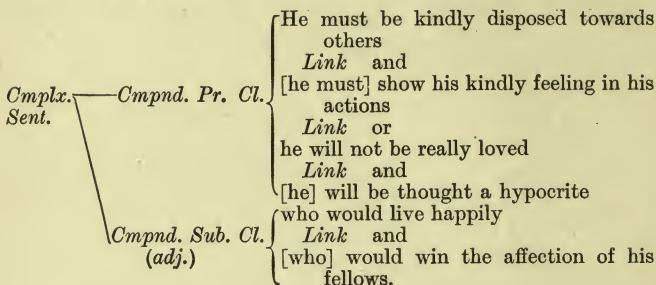 He must be kindly disposed towards
others
Link and
[he must] show his kindly feeling in his
actions
Cmplx. Cmpnd. Pr. Cl.
Sent.
Link or
he will not be really loved
Link and
[he] will be thought a hypocrite
who would live happily
Cmpnd. Sub. Cl. Link and
(adj.)
[who] would win the affection of his
fellows.